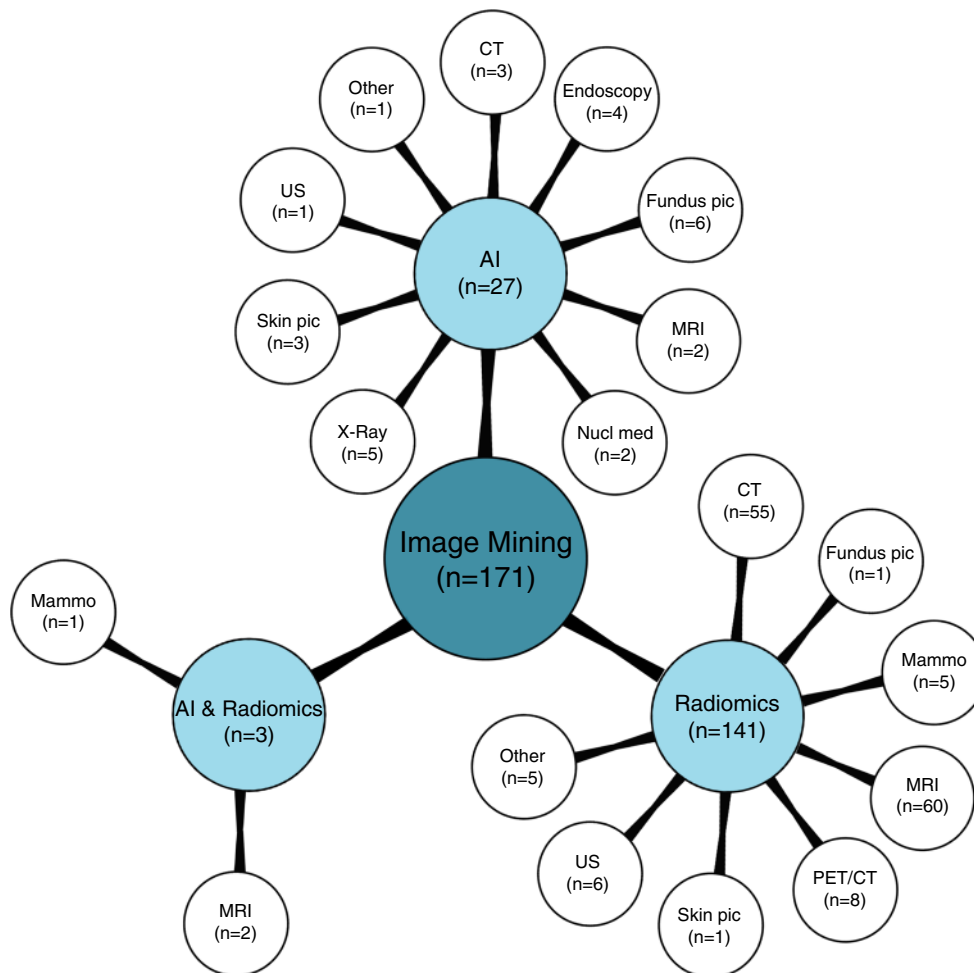 CT
(n=3)
Other
(n=1)
Endoscopy
(n=4)
US
(n=1)
Fundus pic
(n=6)
AI
(n=27)
Skin pic
(n=3)
MRI
(n=2)
X-Ray
(n=5)
Nucl med
(n=2)
Image Mining
(n=171)
CT
(n=55)
Fundus pic
(n=1)
Mammo
(n=1)
Mammo
(n=5)
AI & Radiomics
(n=3)
Radiomics
(n=141)
Other
(n=5)
MRI
(n=60)
US
(n=6)
PET/CT
(n=8)
MRI
(n=2)
Skin pic
(n=1)